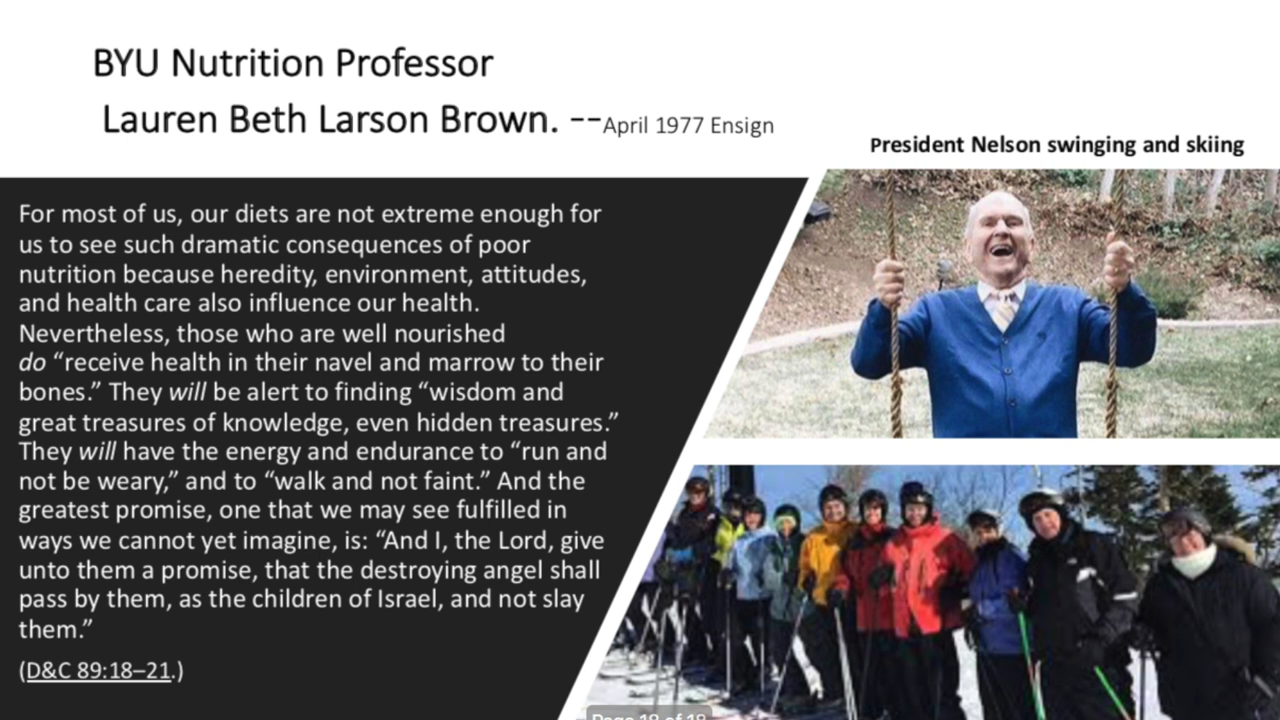 BYU Nutrition Professor
Lauren Beth Larson Brown. --April 1977 Ensign
President Nelson swinging and skiing
For most of us, our diets are not extreme enough for
us to see such dramatic consequences of poor
nutrition because heredity, environment, attitudes,
and health care also influence our health.
Nevertheless, those who are well nourished
do “receive health in their navel and marrow to their
bones.” They will be alert to finding “wisdom and
great treasures of knowledge, even hidden treasures.”
They will have the energy and endurance to “run and
not be weary,” and to “walk and not faint.” And the
greatest promise, one that we may see fulfilled in
ways we cannot yet imagine, is: “And I, the Lord, give
unto them a promise, that the destroying angel shall
pass by them, as the children of Israel, and not slay
them.”
(D&C 89:18–21.)
Page 19 of 19